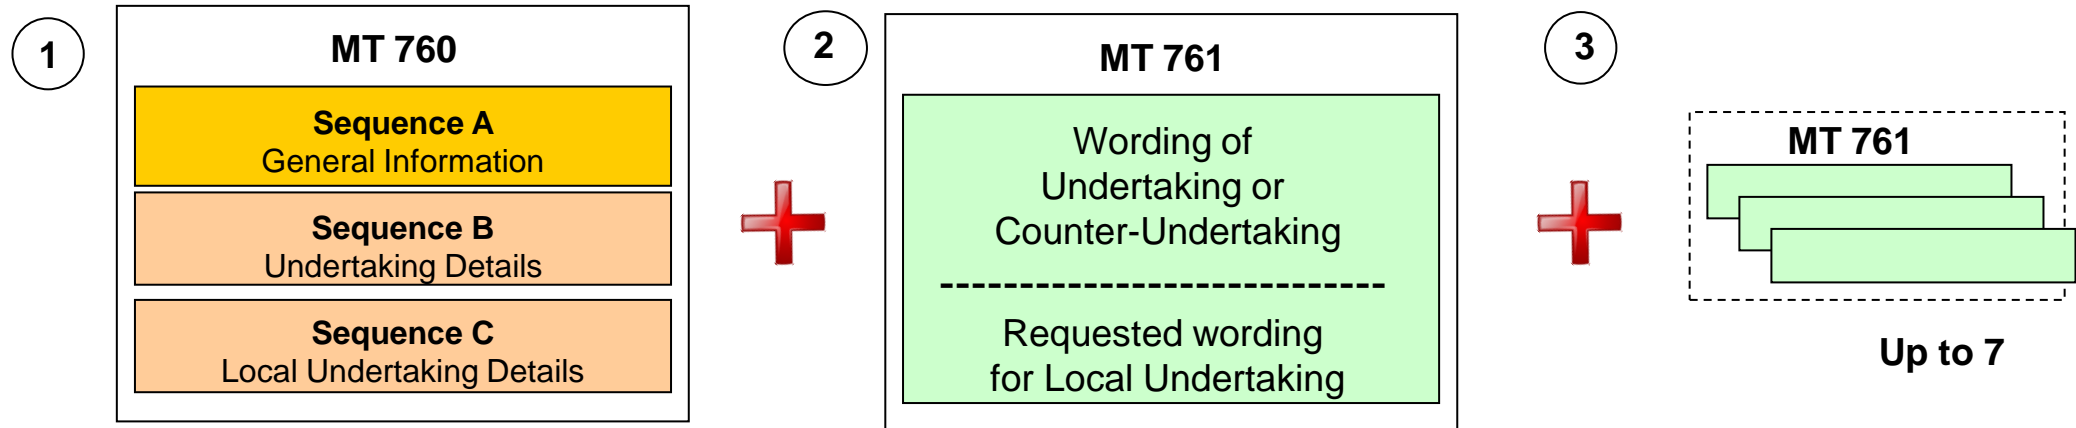 1
MT 760
Sequence A
General Information
Sequence B
Undertaking Details
Sequence C
Local Undertaking Details
2
MT 761
Wording of
Undertaking or
Counter-Undertaking
----------------------------
Requested wording
for Local Undertaking
3
MT 761
Up to 7